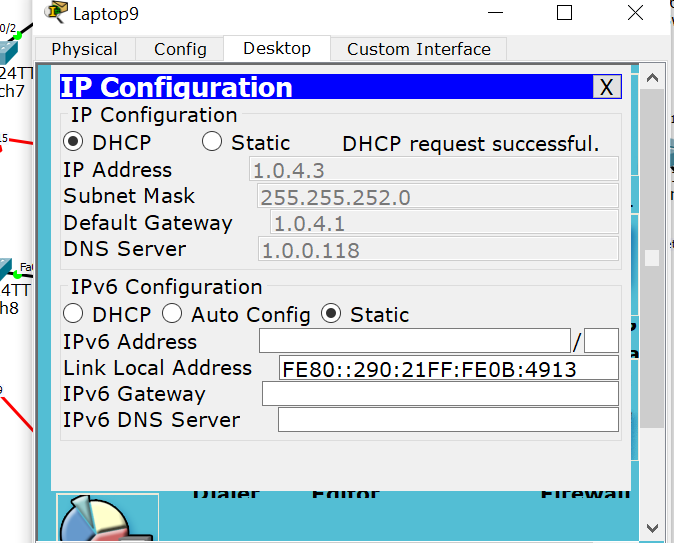 Laptop9
Physical Config Desktop Custom Interface
IP Configuration X
IP Configuration
DHCP Static DHCP request successful.
IP Address 1.0.4.3
Subnet Mask 255.255.252.0
Default Gateway 1.0.4.1
DNS Server 1.0.0.118
IPv6 Configuration
DHCP Auto Config Static
IPv6 Address /
Link Local Address FE80::290:21FF:FE0B:4913
IPv6 Gateway
IPv6 DNS Server
Dialer Editor Firewall
0/2
24TT
ch7
15
Fa0
4TT
h8